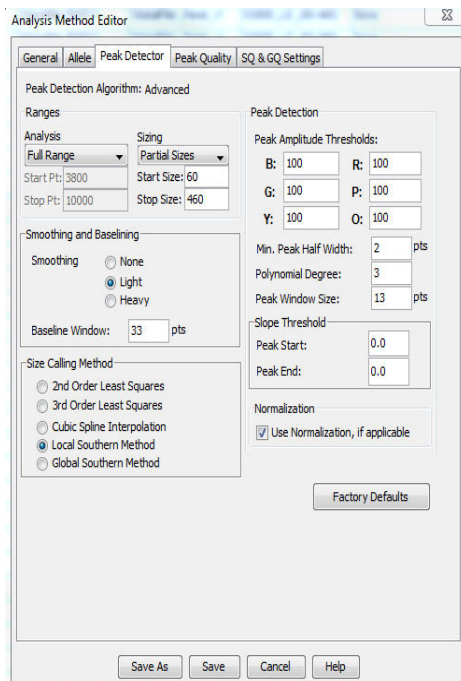 Analysis Method Editor
General Allele Peak Detector Peak Quality SQ & GQ Settings
Peak Detection Algorithm: Advanced
Ranges
Analysis Sizing
Full Range Partial Sizes
Start Pt: 3800 Start Size: 60
Stop Pt: 10000 Stop Size: 460
Smoothing and Baselining
Smoothing None
Light
Heavy
Baseline Window: 33 pts
Size Calling Method
2nd Order Least Squares
3rd Order Least Squares
Cubic Spline Interpolation
Local Southern Method
Global Southern Method
Peak Detection
Peak Amplitude Thresholds:
B: 100 R: 100
G: 100 P: 100
Y: 100 O: 100
Min. Peak Half Width: 2 pts
Polynomial Degree: 3
Peak Window Size: 13 pts
Slope Threshold
Peak Start: 0.0
Peak End: 0.0
Normalization
Use Normalization, if applicable
Factory Defaults
Save As Save Cancel Help